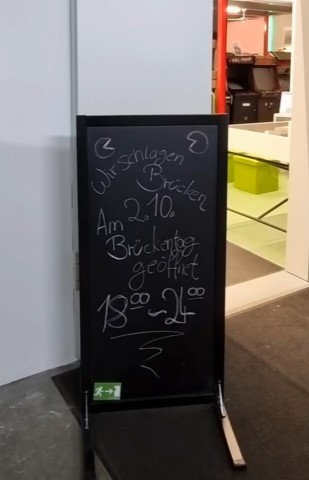 Wir schlagen
Brücken
2.10.
Am
Brückentag
geöffnet
18⁰⁰ ~ 24⁰⁰